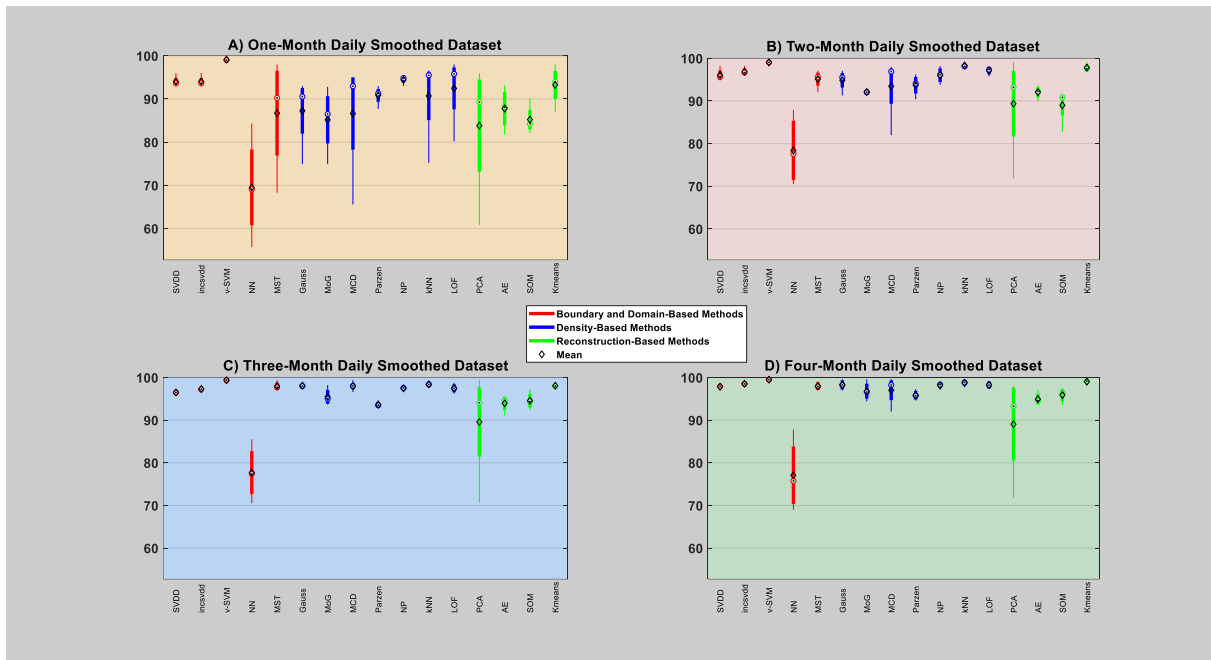 A) One-Month Daily Smoothed Dataset
100
90
80
70
60
SVDD
incsvdd
v-SVM
NN
MST
Gauss
MoG
MCD
Parzen
NP
kNN
LOF
PCA
AE
SOM
Kmeans
B) Two-Month Daily Smoothed Dataset
100
90
80
70
60
SVDD
incsvdd
v-SVM
NN
MST
Gauss
MoG
MCD
Parzen
NP
kNN
LOF
PCA
AE
SOM
Kmeans
Boundary and Domain-Based Methods
Density-Based Methods
Reconstruction-Based Methods
Mean
C) Three-Month Daily Smoothed Dataset
100
90
80
70
60
SVDD
incsvdd
v-SVM
NN
MST
Gauss
MoG
MCD
Parzen
NP
kNN
LOF
PCA
AE
SOM
Kmeans
D) Four-Month Daily Smoothed Dataset
100
90
80
70
60
SVDD
incsvdd
v-SVM
NN
MST
Gauss
MoG
MCD
Parzen
NP
kNN
LOF
PCA
AE
SOM
Kmeans